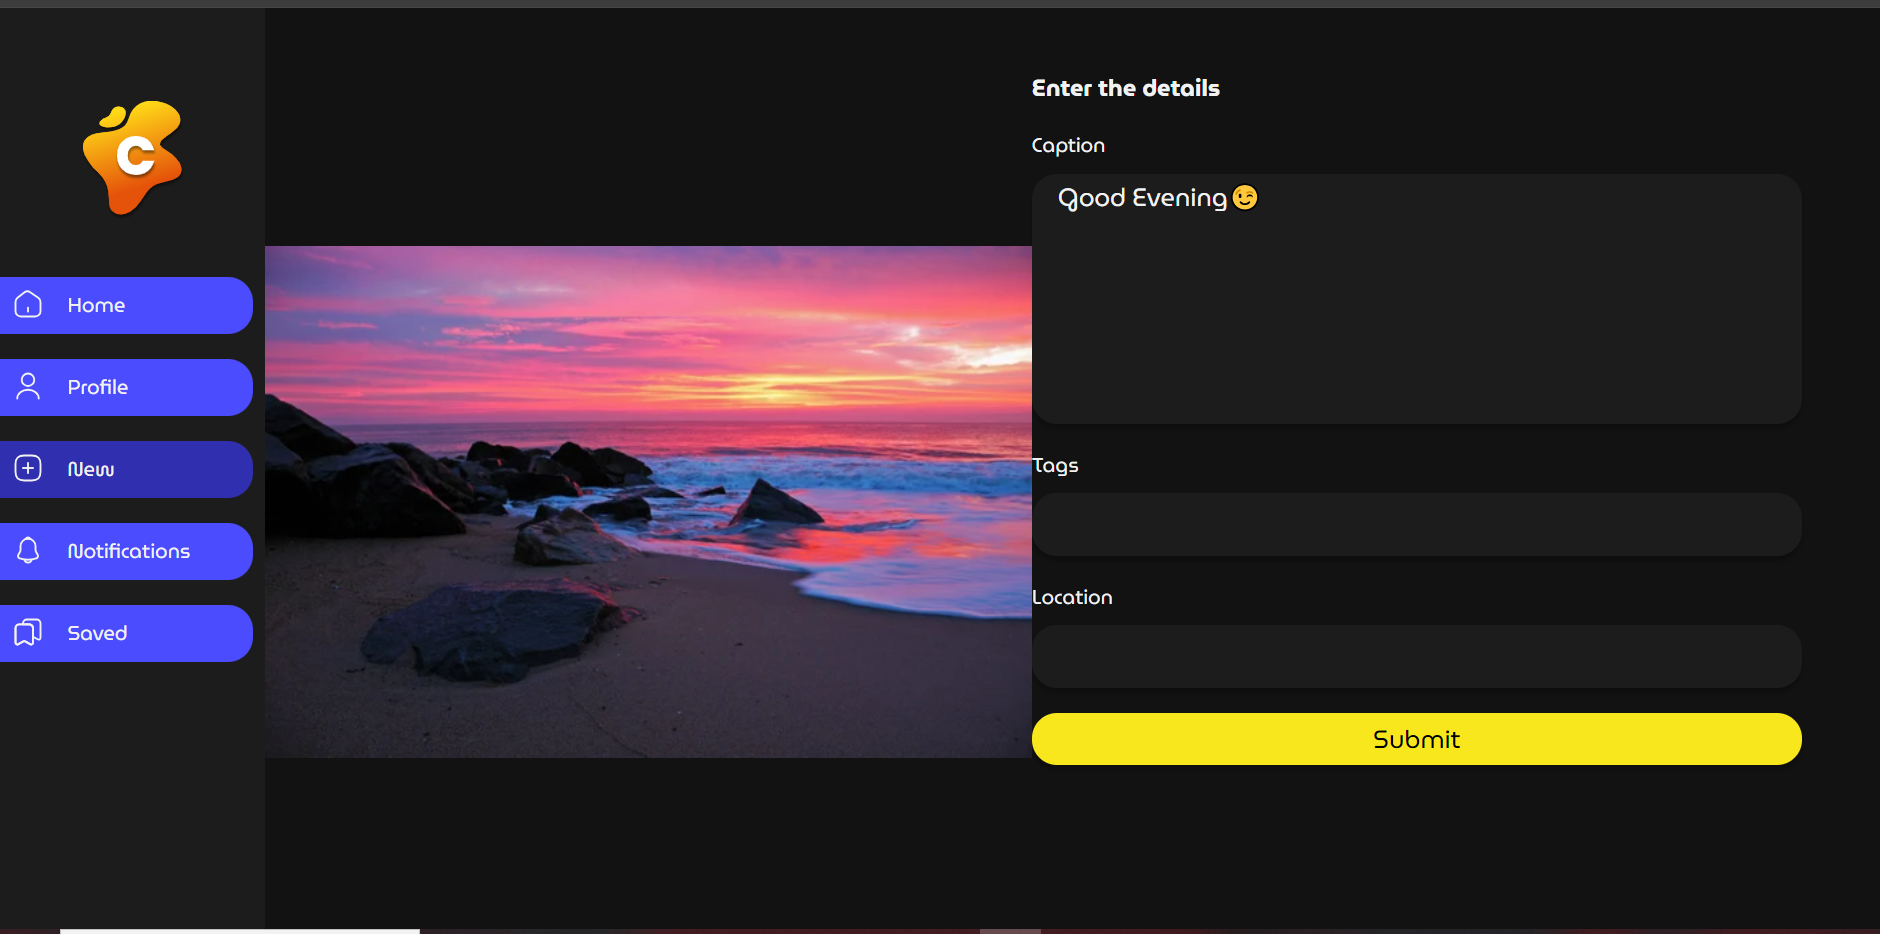 C
Home
Profile
New
Notifications
Saved
Enter the details
Caption
Good Evening😉
Tags
Location
Submit